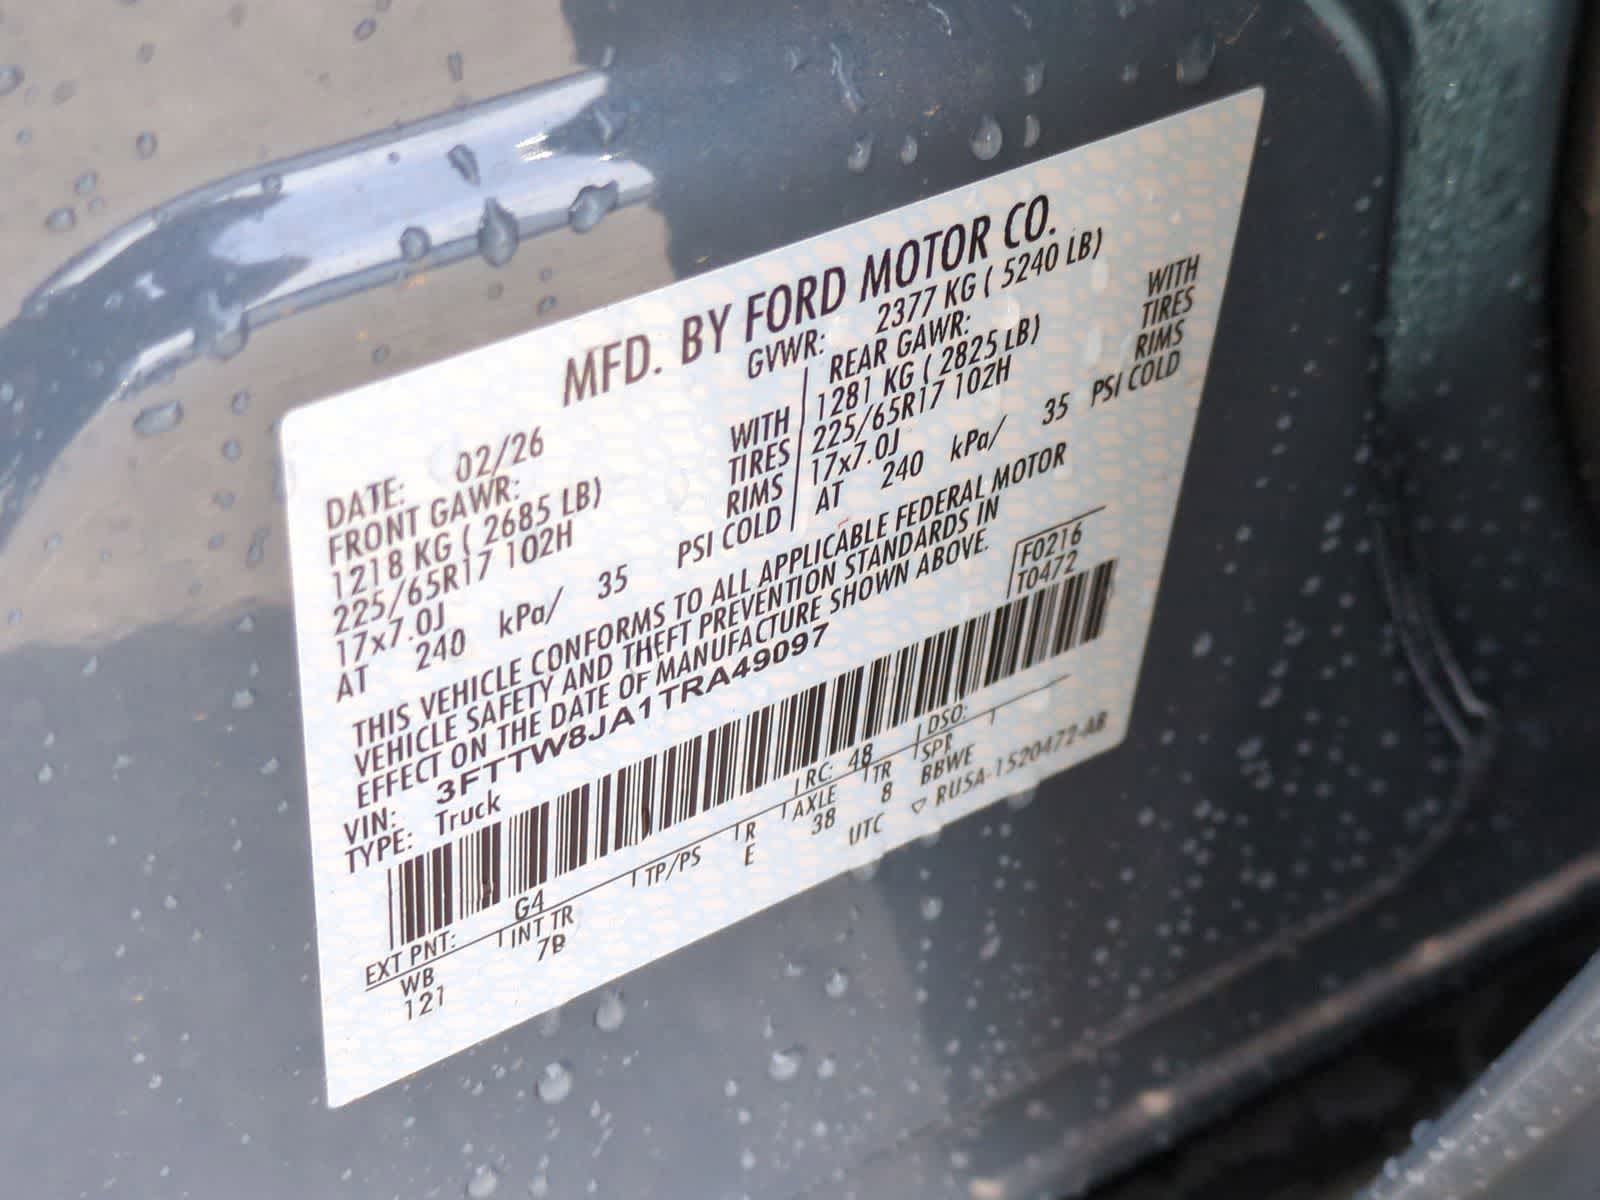 MFD. BY FORD MOTOR CO.
DATE: 02/26 GVWR: 2377 KG ( 5240 LB)
FRONT GAWR: REAR GAWR:
1218 KG ( 2685 LB) WITH 1281 KG ( 2825 LB) WITH
225/65R17 102H TIRES 225/65R17 102H TIRES
17x7.0J RIMS 17x7.0J RIMS
AT 240 kPa/ 35 PSI COLD AT 240 kPa/ 35 PSI COLD
THIS VEHICLE CONFORMS TO ALL APPLICABLE FEDERAL MOTOR
VEHICLE SAFETY AND THEFT PREVENTION STANDARDS IN
EFFECT ON THE DATE OF MANUFACTURE SHOWN ABOVE.
VIN: 3FTTW8JA1TRA49097 F0216
TYPE: Truck T0472
EXT PNT: G4 RC: 48 DSO:
WB INT TR TP/PS R AXLE TR SPR
121 7B E 38 8 BBWE
UTC ▽ RUSA-1520472-AB